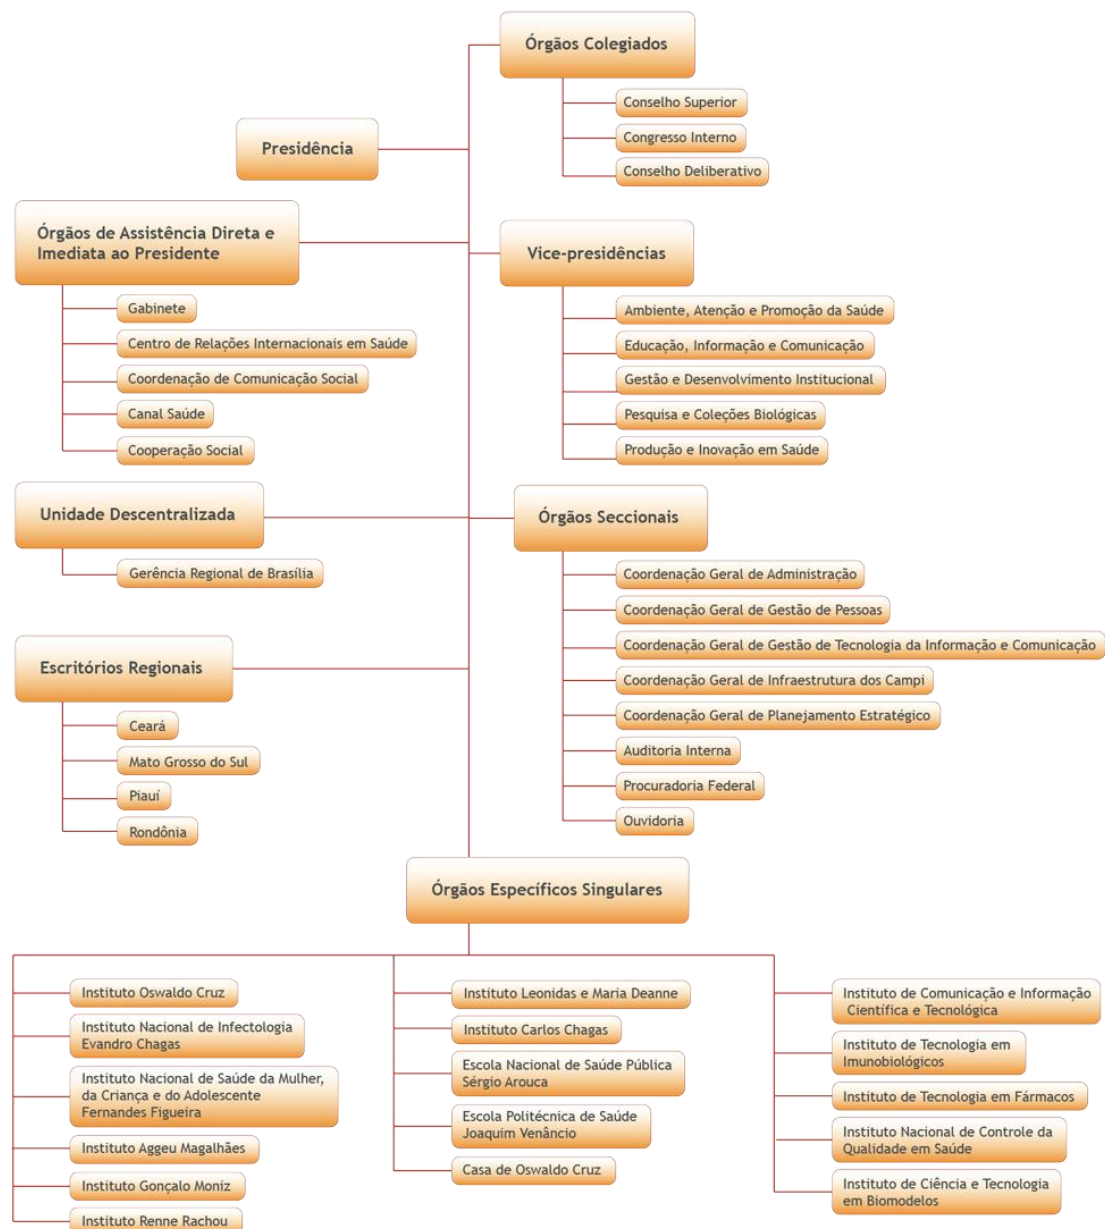 Órgãos Colegiados
Conselho Superior
Congresso Interno
Conselho Deliberativo
Presidência
Órgãos de Assistência Direta e
Imediata ao Presidente
Gabinete
Centro de Relações Internacionais em Saúde
Coordenação de Comunicação Social
Canal Saúde
Cooperação Social
Vice-presidências
Ambiente, Atenção e Promoção da Saúde
Educação, Informação e Comunicação
Gestão e Desenvolvimento Institucional
Pesquisa e Coleções Biológicas
Produção e Inovação em Saúde
Unidade Descentralizada
Gerência Regional de Brasília
Órgãos Seccionais
Coordenação Geral de Administração
Coordenação Geral de Gestão de Pessoas
Coordenação Geral de Gestão de Tecnologia da Informação e Comunicação
Coordenação Geral de Infraestrutura dos Campi
Coordenação Geral de Planejamento Estratégico
Auditoria Interna
Procuradoria Federal
Ouvidoria
Escritórios Regionais
Ceará
Mato Grosso do Sul
Piauí
Rondônia
Órgãos Específicos Singulares
Instituto Oswaldo Cruz
Instituto Nacional de Infectologia
Evandro Chagas
Instituto Nacional de Saúde da Mulher,
da Criança e do Adolescente
Fernandes Figueira
Instituto Aggeu Magalhães
Instituto Gonçalo Moniz
Instituto Renne Rachou
Instituto Leonidas e Maria Deanne
Instituto Carlos Chagas
Escola Nacional de Saúde Pública
Sérgio Arouca
Escola Politécnica de Saúde
Joaquim Venâncio
Casa de Oswaldo Cruz
Instituto de Comunicação e Informação
Científica e Tecnológica
Instituto de Tecnologia em
Imunobiológicos
Instituto de Tecnologia em Fármacos
Instituto Nacional de Controle da
Qualidade em Saúde
Instituto de Ciência e Tecnologia
em Biomodelos